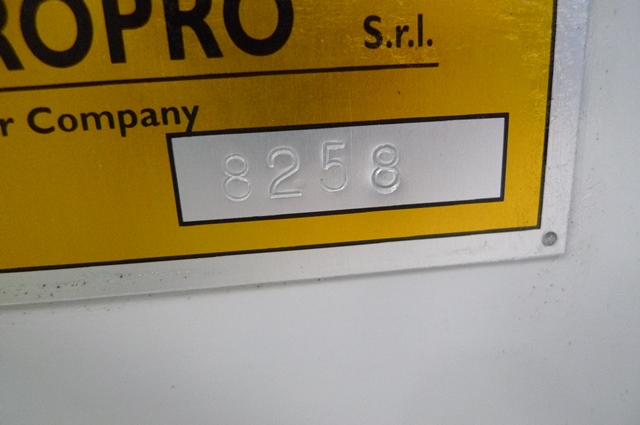 ROPRO S.r.l.
r Company
8258